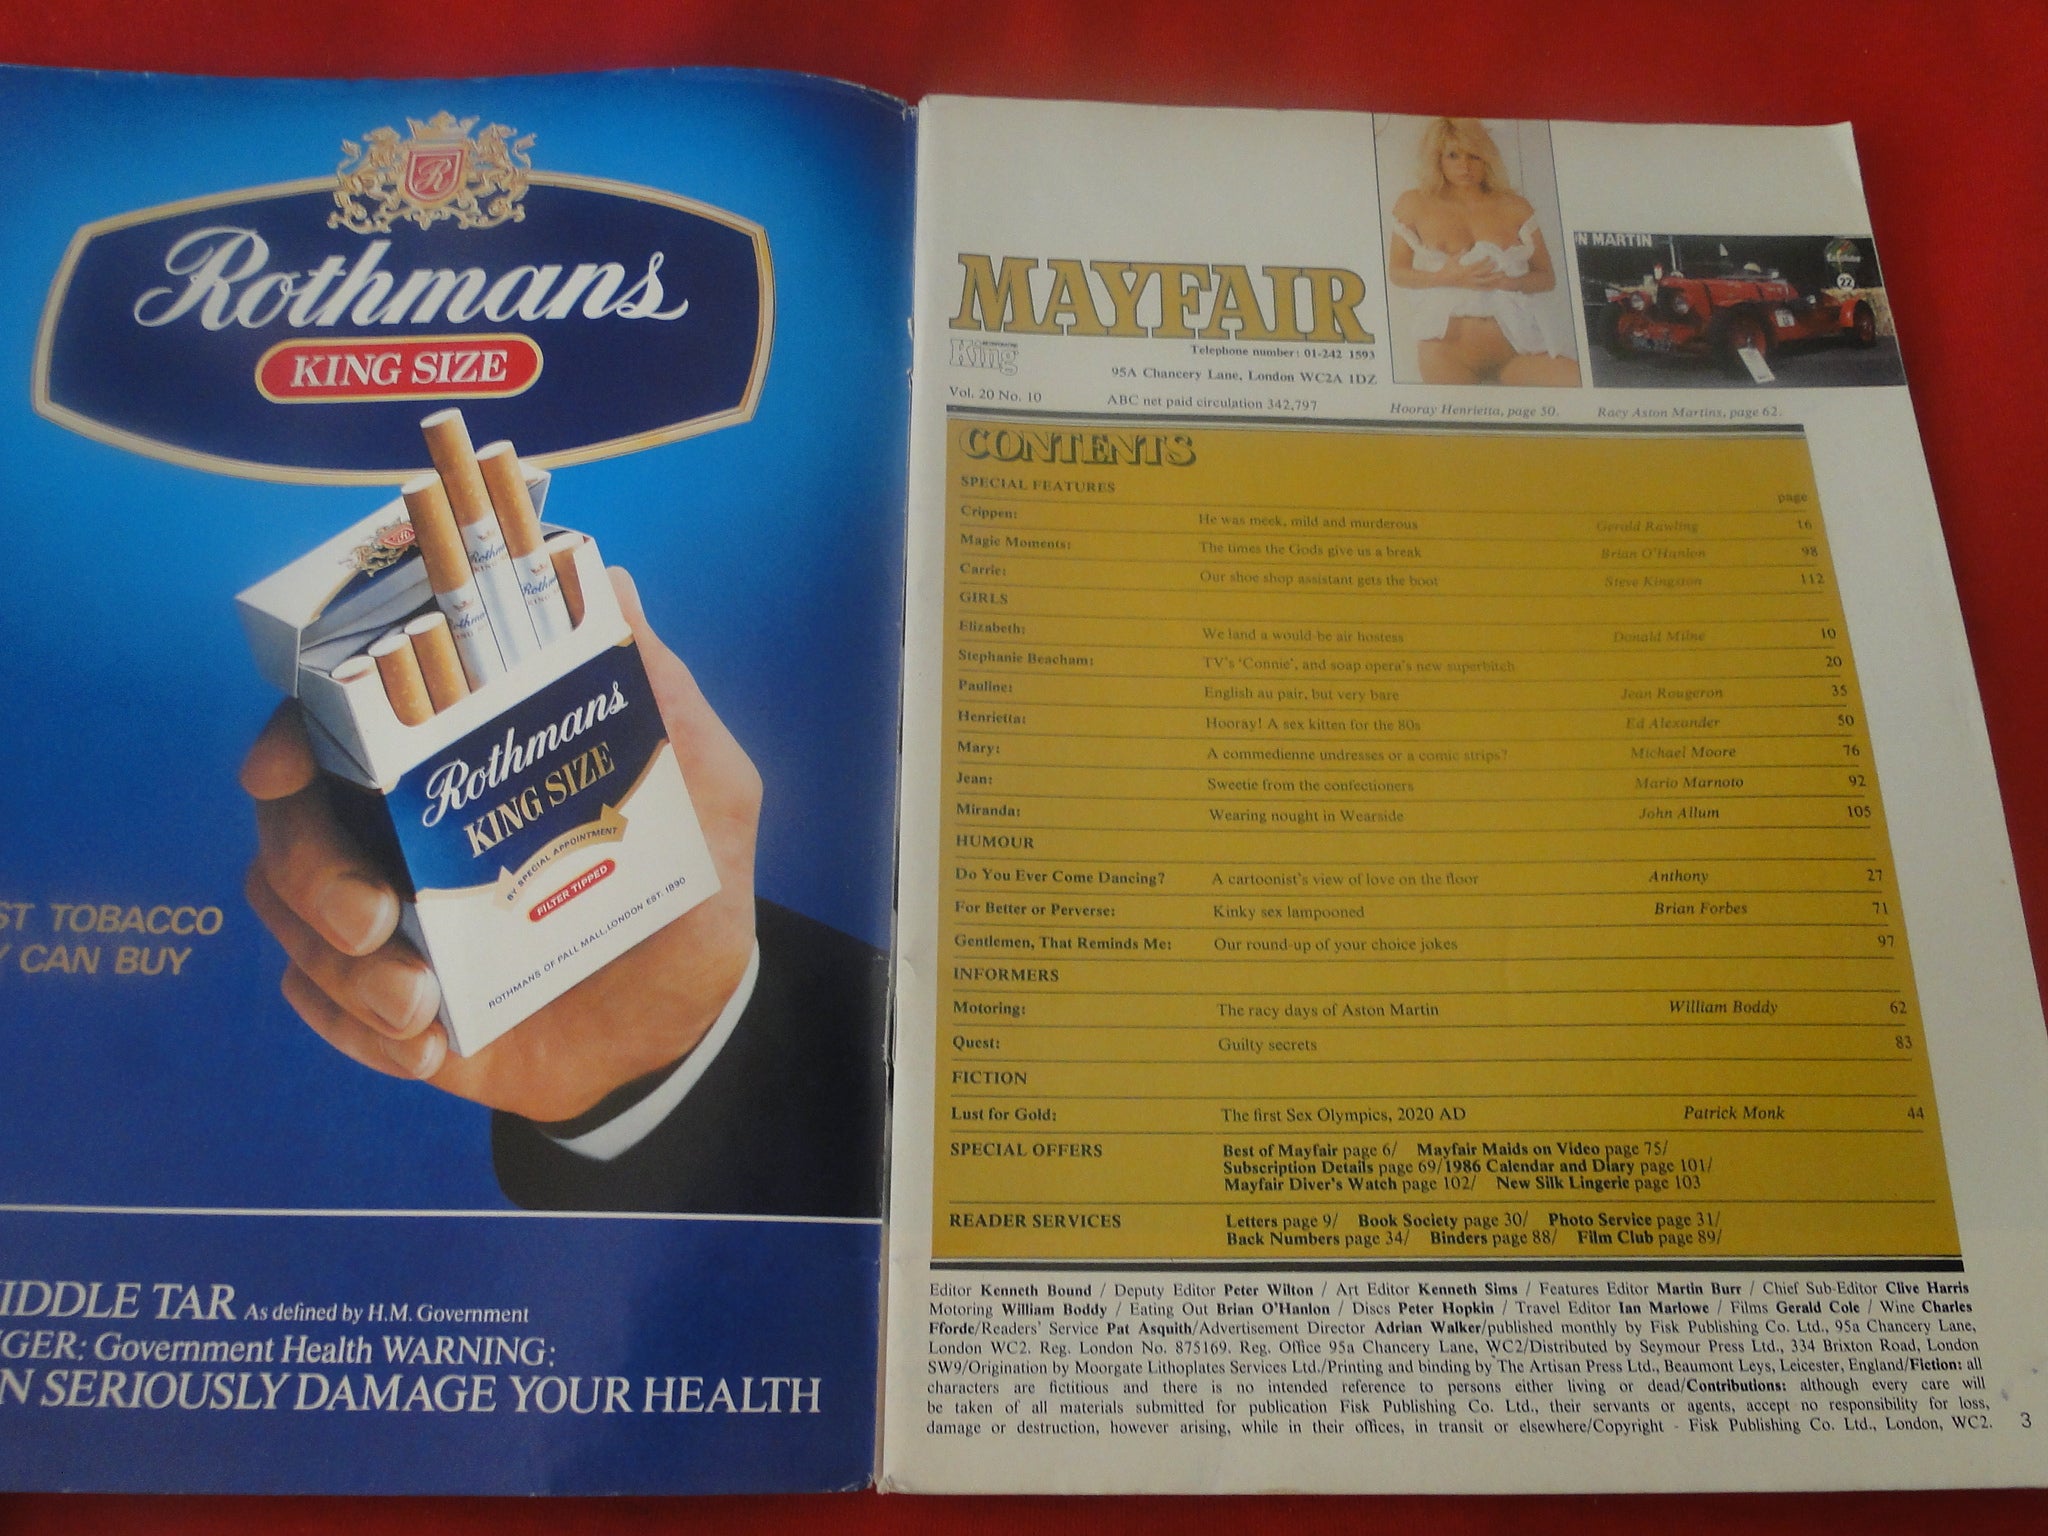 Rothmans
KING SIZE
Rothmans
KING SIZE
BY SPECIAL APPOINTMENT
FILTER TIPPED
ROTHMANS OF PALL MALL, LONDON EST. 1890
TOBACCO
CAN BUY
TAR As defined by H.M. Government
Government Health WARNING:
SERIOUSLY DAMAGE YOUR HEALTH
MAYFAIR
INCORPORATING
King
Telephone number: 01-242 1593
95A Chancery Lane, London WC2A 1DZ
Vol. 20 No. 10 ABC net paid circulation 342,797
N MARTIN
22
Hooray Henrietta, page 50. Racy Aston Martins, page 62.
CONTENTS
SPECIAL FEATURES page
Crippen: He was meek, mild and murderous Gerald Rawling 16
Magic Moments: The times the Gods give us a break Brian O'Hanlon 98
Carrie: Our shoe shop assistant gets the boot Steve Kingston 112
GIRLS
Elizabeth: We land a would-be air hostess Donald Milne 10
Stephanie Beacham: TV's 'Connie', and soap opera's new superbitch 20
Pauline: English au pair, but very bare Jean Rougeron 35
Henrietta: Hooray! A sex kitten for the 80s Ed Alexander 50
Mary: A commedienne undresses or a comic strips? Michael Moore 76
Jean: Sweetie from the confectioners Mario Marnoto 92
Miranda: Wearing nought in Wearside John Allum 105
HUMOUR
Do You Ever Come Dancing? A cartoonist's view of love on the floor Anthony 27
For Better or Perverse: Kinky sex lampooned Brian Forbes 71
Gentlemen, That Reminds Me: Our round-up of your choice jokes 97
INFORMERS
Motoring: The racy days of Aston Martin William Boddy 62
Quest: Guilty secrets 83
FICTION
Lust for Gold: The first Sex Olympics, 2020 AD Patrick Monk 44
SPECIAL OFFERS Best of Mayfair page 6/ Mayfair Maids on Video page 75/
Subscription Details page 69/1986 Calendar and Diary page 101/
Mayfair Diver's Watch page 102/ New Silk Lingerie page 103
READER SERVICES Letters page 9/ Book Society page 30/ Photo Service page 31/
Back Numbers page 34/ Binders page 88/ Film Club page 89/
Editor Kenneth Bound / Deputy Editor Peter Wilton / Art Editor Kenneth Sims / Features Editor Martin Burr / Chief Sub-Editor Clive Harris
Motoring William Boddy / Eating Out Brian O'Hanlon / Discs Peter Hopkin / Travel Editor Ian Marlowe / Films Gerald Cole / Wine Charles
Fforde/Readers' Service Pat Asquith/Advertisement Director Adrian Walker/published monthly by Fisk Publishing Co. Ltd., 95a Chancery Lane,
London WC2. Reg. London No. 875169. Reg. Office 95a Chancery Lane, WC2/Distributed by Seymour Press Ltd., 334 Brixton Road, London
SW9/Origination by Moorgate Lithoplates Services Ltd./Printing and binding by The Artisan Press Ltd., Beaumont Leys, Leicester, England/Fiction: all
characters are fictitious and there is no intended reference to persons either living or dead/Contributions: although every care will
be taken of all materials submitted for publication Fisk Publishing Co. Ltd., their servants or agents, accept no responsibility for loss,
damage or destruction, however arising, while in their offices, in transit or elsewhere/Copyright - Fisk Publishing Co. Ltd., London, WC2. 3